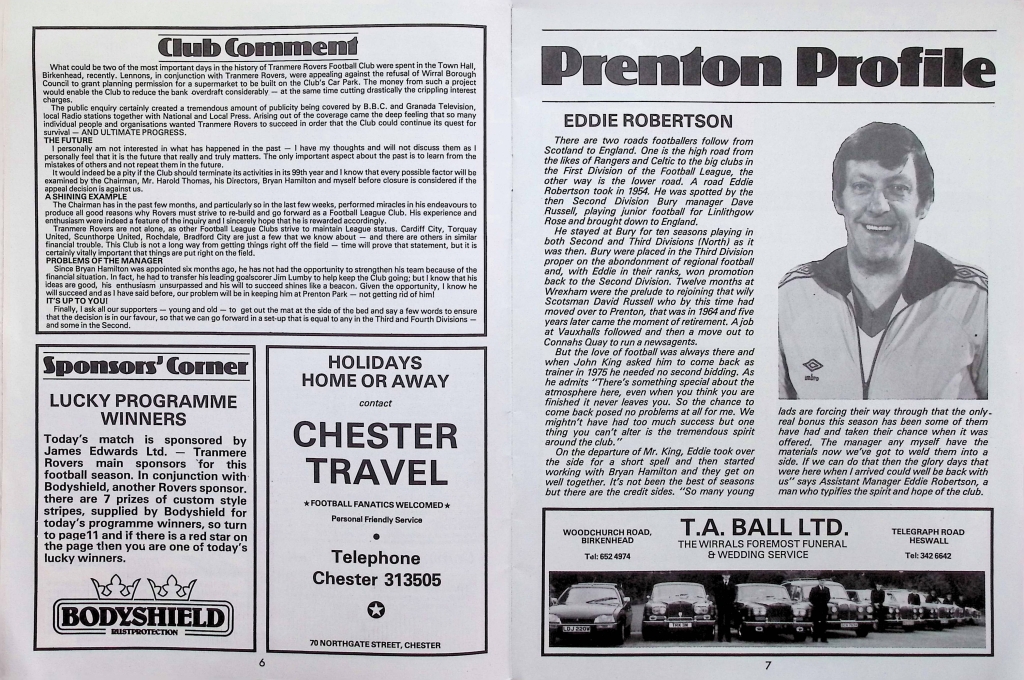 Club Comment
What could be two of the most important days in the history of Tranmere Rovers Football Club were spent in the Town Hall,
Birkenhead, recently. Lennons, in conjunction with Tranmere Rovers, were appealing against the refusal of Wirral Borough
Council to grant planning permission for a supermarket to be built on the Club's Car Park. The money from such a project
would enable the Club to reduce the bank overdraft considerably — at the same time cutting drastically the crippling interest
charges.
The public enquiry certainly created a tremendous amount of publicity being covered by B.B.C. and Granada Television,
local Radio stations together with National and Local Press. Arising out of the coverage came the deep feeling that so many
individual people and organisations wanted Tranmere Rovers to succeed in order that the Club could continue its quest for
survival — AND ULTIMATE PROGRESS.
THE FUTURE
I personally am not interested in what has happened in the past — I have my thoughts and will not discuss them as I
personally feel that it is the future that really and truly matters. The only important aspect about the past is to learn from the
mistakes of others and not repeat them in the future.
It would indeed be a pity if the Club should terminate its activities in its 99th year and I know that every possible factor will be
examined by the Chairman, Mr. Harold Thomas, his Directors, Bryan Hamilton and myself before closure is considered if the
appeal decision is against us.
A SHINING EXAMPLE
The Chairman has in the past few months, and particularly so in the last few weeks, performed miracles in his endeavours to
produce all good reasons why Rovers must strive to re-build and go forward as a Football League Club. His experience and
enthusiasm were indeed a feature of the inquiry and I sincerely hope that he is rewarded accordingly.
Tranmere Rovers are not alone, as other Football League Clubs strive to maintain League status. Cardiff City, Torquay
United, Scunthorpe United, Rochdale, Bradford City are just a few that we know about — and there are others in similar
financial trouble. This Club is not a long way from getting things right off the field — time will prove that statement, but it is
certainly vitally important that things are put right on the field.
PROBLEMS OF THE MANAGER
Since Bryan Hamilton was appointed six months ago, he has not had the opportunity to strengthen his team because of the
financial situation. In fact, he had to transfer his leading goalscorer Jim Lumby to help keep the Club going; but I know that his
ideas are good, his enthusiasm unsurpassed and his will to succeed shines like a beacon. Given the opportunity, I know he
will succeed and as I have said before, our problem will be in keeping him at Prenton Park — not getting rid of him!
IT'S UP TO YOU!
Finally, I ask all our supporters — young and old — to get out the mat at the side of the bed and say a few words to ensure
that the decision is in our favour, so that we can go forward in a set-up that is equal to any in the Third and Fourth Divisions —
and some in the Second.
Sponsors' Corner
LUCKY PROGRAMME
WINNERS
Today's match is sponsored by
James Edwards Ltd. — Tranmere
Rovers main sponsors for this
football season. In conjunction with
Bodyshield, another Rovers sponsor.
there are 7 prizes of custom style
stripes, supplied by Bodyshield for
today's programme winners, so turn
to page11 and if there is a red star on
the page then you are one of today's
lucky winners.
BODYSHIELD
RUSTPROTECTION
HOLIDAYS
HOME OR AWAY
contact
CHESTER
TRAVEL
★FOOTBALL FANATICS WELCOMED★
Personal Friendly Service
Telephone
Chester 313505
70 NORTHGATE STREET, CHESTER
6
Prenton Profile
EDDIE ROBERTSON
There are two roads footballers follow from
Scotland to England. One is the high road from
the likes of Rangers and Celtic to the big clubs in
the First Division of the Football League, the
other way is the lower road. A road Eddie
Robertson took in 1954. He was spotted by the
then Second Division Bury manager Dave
Russell, playing junior football for Linlithgow
Rose and brought down to England.
He stayed at Bury for ten seasons playing in
both Second and Third Divisions (North) as it
was then. Bury were placed in the Third Division
proper on the abondonment of regional football
and, with Eddie in their ranks, won promotion
back to the Second Division. Twelve months at
Wrexham were the prelude to rejoining that wily
Scotsman David Russell who by this time had
moved over to Prenton, that was in 1964 and five
years later came the moment of retirement. A job
at Vauxhalls followed and then a move out to
Connahs Quay to run a newsagents.
But the love of football was always there and
when John King asked him to come back as
trainer in 1975 he needed no second bidding. As
he admits "There's something special about the
atmosphere here, even when you think you are
finished it never leaves you. So the chance to
come back posed no problems at all for me. We
mightn't have had too much success but one
thing you can't alter is the tremendous spirit
around the club."
On the departure of Mr. King, Eddie took over
the side for a short spell and then started
working with Bryan Hamilton and they get on
well together. It's not been the best of seasons
but there are the credit sides. "So many young
umbro
lads are forcing their way through that the only
real bonus this season has been some of them
have had and taken their chance when it was
offered. The manager any myself have the
materials now we've got to weld them into a
side. If we can do that then the glory days that
were here when I arrived could well be back with
us" says Assistant Manager Eddie Robertson, a
man who typifies the spirit and hope of the club.
WOODCHURCH ROAD,
BIRKENHEAD
Tel: 652 4974
T.A. BALL LTD.
THE WIRRALS FOREMOST FUNERAL
& WEDDING SERVICE
TELEGRAPH ROAD
HESWALL
Tel: 342 6642
7